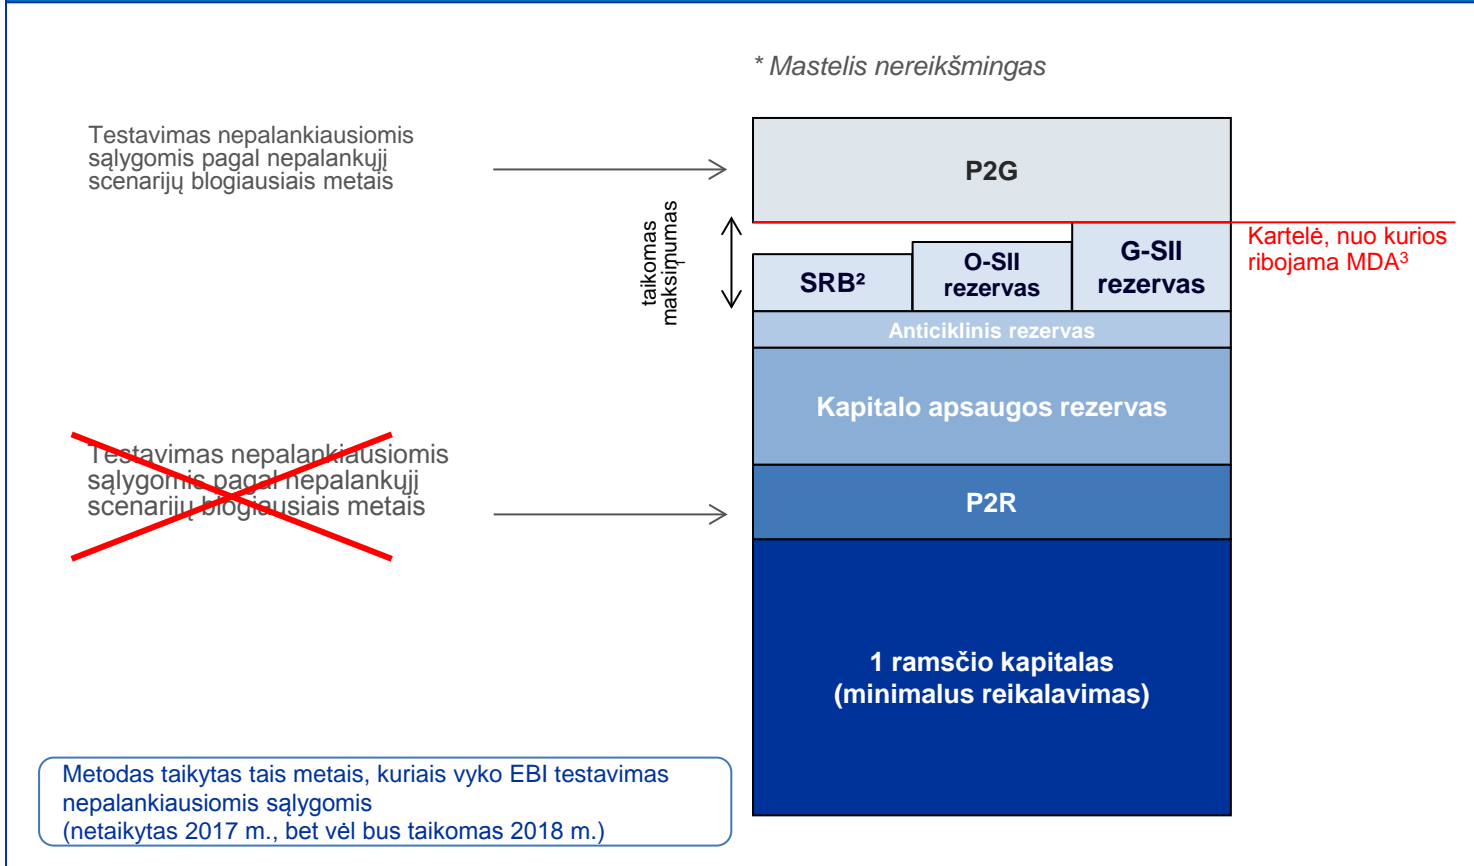 * Mastelis nereikšmingas
Testavimas nepalankiausiomis
sąlygomis pagal nepalankųjį
scenarijų blogiausiais metais
P2G
taikomas
maksimumas¹
SRB²
O-SII
rezervas
G-SII
rezervas
Kartelė, nuo kurios
ribojama MDA³
Anticiklinis rezervas
Kapitalo apsaugos rezervas
Testavimas nepalankiausiomis
sąlygomis pagal nepalankųjį
scenarijų blogiausiais metais
P2R
1 ramsčio kapitalas
(minimalus reikalavimas)
Metodas taikytas tais metais, kuriais vyko EBI testavimas
nepalankiausiomis sąlygomis
(netaikytas 2017 m., bet vėl bus taikomas 2018 m.)